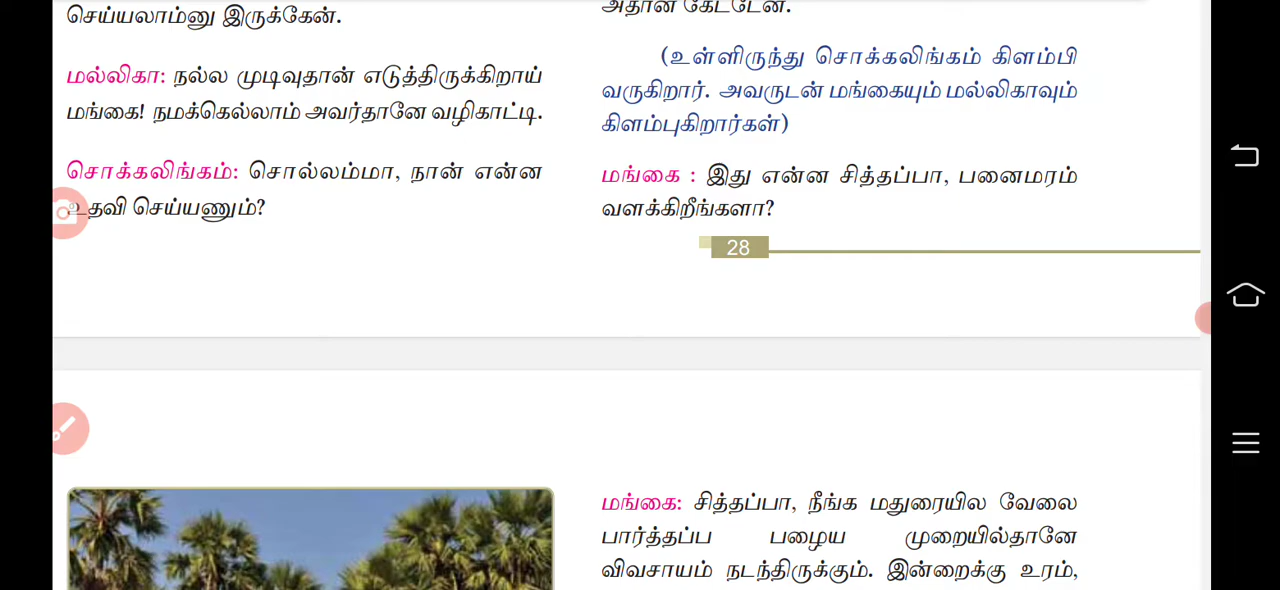 செய்யலாம்னு இருக்கேன்.
மல்லிகா: நல்ல முடிவுதான் எடுத்திருக்கிறாய்
மங்கை! நமக்கெல்லாம் அவர்தானே வழிகாட்டி.
சொக்கலிங்கம்: சொல்லம்மா, நான் என்ன
உதவி செய்யணும்?
அதான் கேட்டேன்.
(உள்ளிருந்து சொக்கலிங்கம் கிளம்பி
வருகிறார். அவருடன் மங்கையும் மல்லிகாவும்
கிளம்புகிறார்கள்)
மங்கை : இது என்ன சித்தப்பா, பனைமரம்
வளக்கிறீங்களா?
28
மங்கை: சித்தப்பா, நீங்க மதுரையில வேலை
பார்த்தப்ப பழைய முறையில்தானே
விவசாயம் நடந்திருக்கும். இன்றைக்கு உரம்,